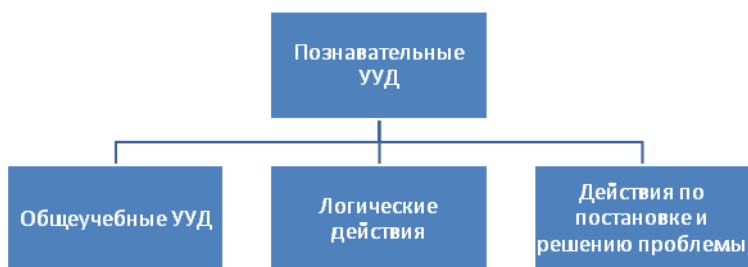 Познавательные
УУД
Общеучебные УУД
Логические
действия
Действия по
постановке и
решению проблемы